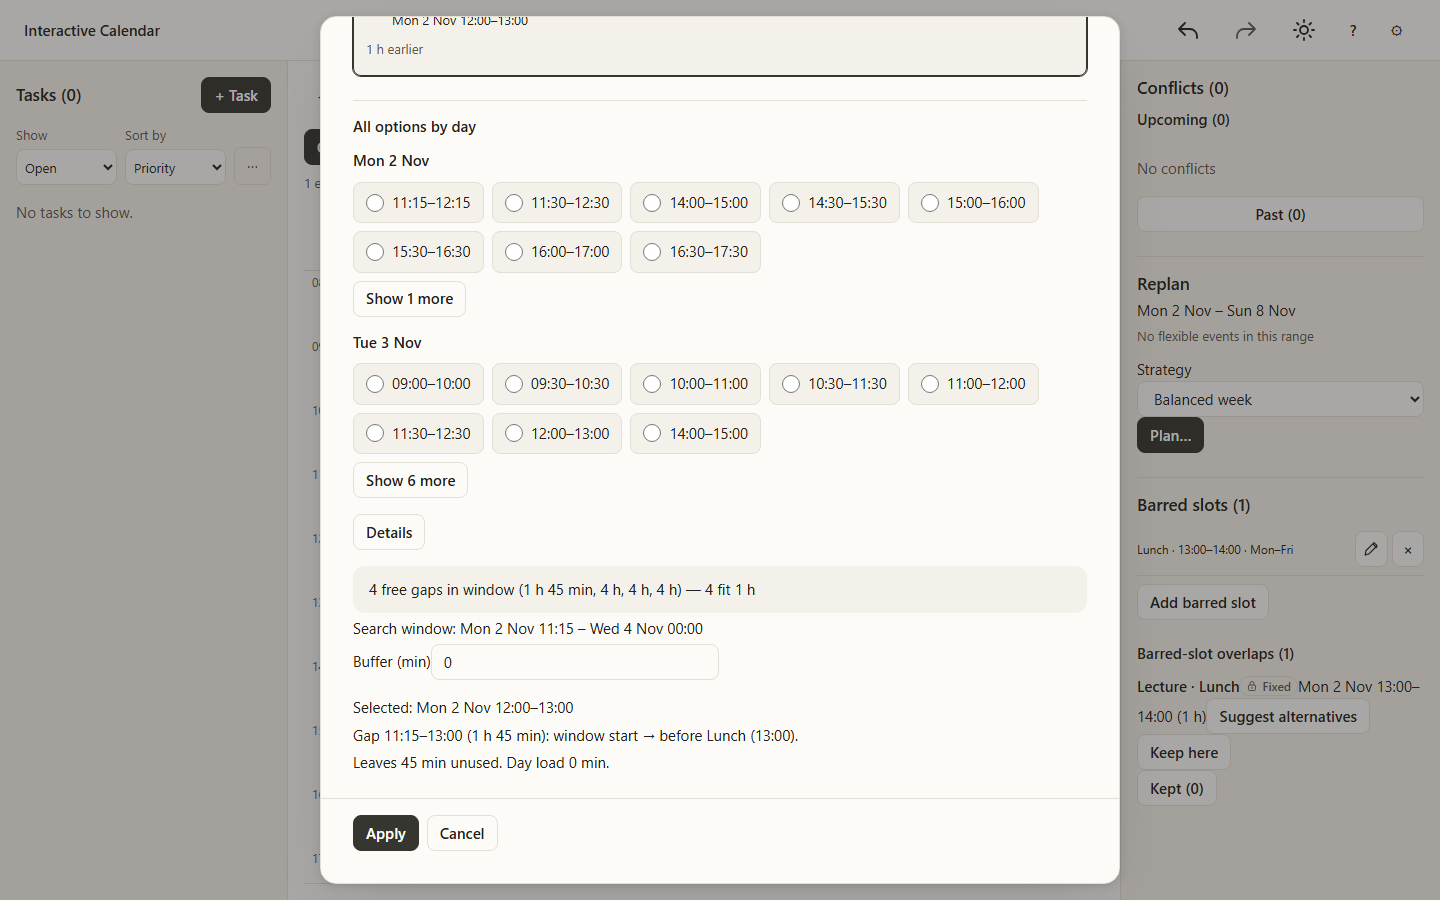 Interactive Calendar
?
Tasks (0)
+ Task
Show
Sort by
Open
Priority
...
No tasks to show.
1 e
Mon 2 Nov 12:00–13:00
1 h earlier
All options by day
Mon 2 Nov
11:15–12:15
11:30–12:30
14:00–15:00
14:30–15:30
15:00–16:00
15:30–16:30
16:00–17:00
16:30–17:30
Show 1 more
Tue 3 Nov
09:00–10:00
09:30–10:30
10:00–11:00
10:30–11:30
11:00–12:00
11:30–12:30
12:00–13:00
14:00–15:00
Show 6 more
Details
4 free gaps in window (1 h 45 min, 4 h, 4 h, 4 h) — 4 fit 1 h
Search window: Mon 2 Nov 11:15 – Wed 4 Nov 00:00
Buffer (min)
0
Selected: Mon 2 Nov 12:00–13:00
Gap 11:15–13:00 (1 h 45 min): window start → before Lunch (13:00).
Leaves 45 min unused. Day load 0 min.
Apply
Cancel
Conflicts (0)
Upcoming (0)
No conflicts
Past (0)
Replan
Mon 2 Nov – Sun 8 Nov
No flexible events in this range
Strategy
Balanced week
Plan...
Barred slots (1)
Lunch · 13:00–14:00 · Mon–Fri
×
Add barred slot
Barred-slot overlaps (1)
Lecture · Lunch Fixed Mon 2 Nov 13:00–
14:00 (1 h) Suggest alternatives
Keep here
Kept (0)